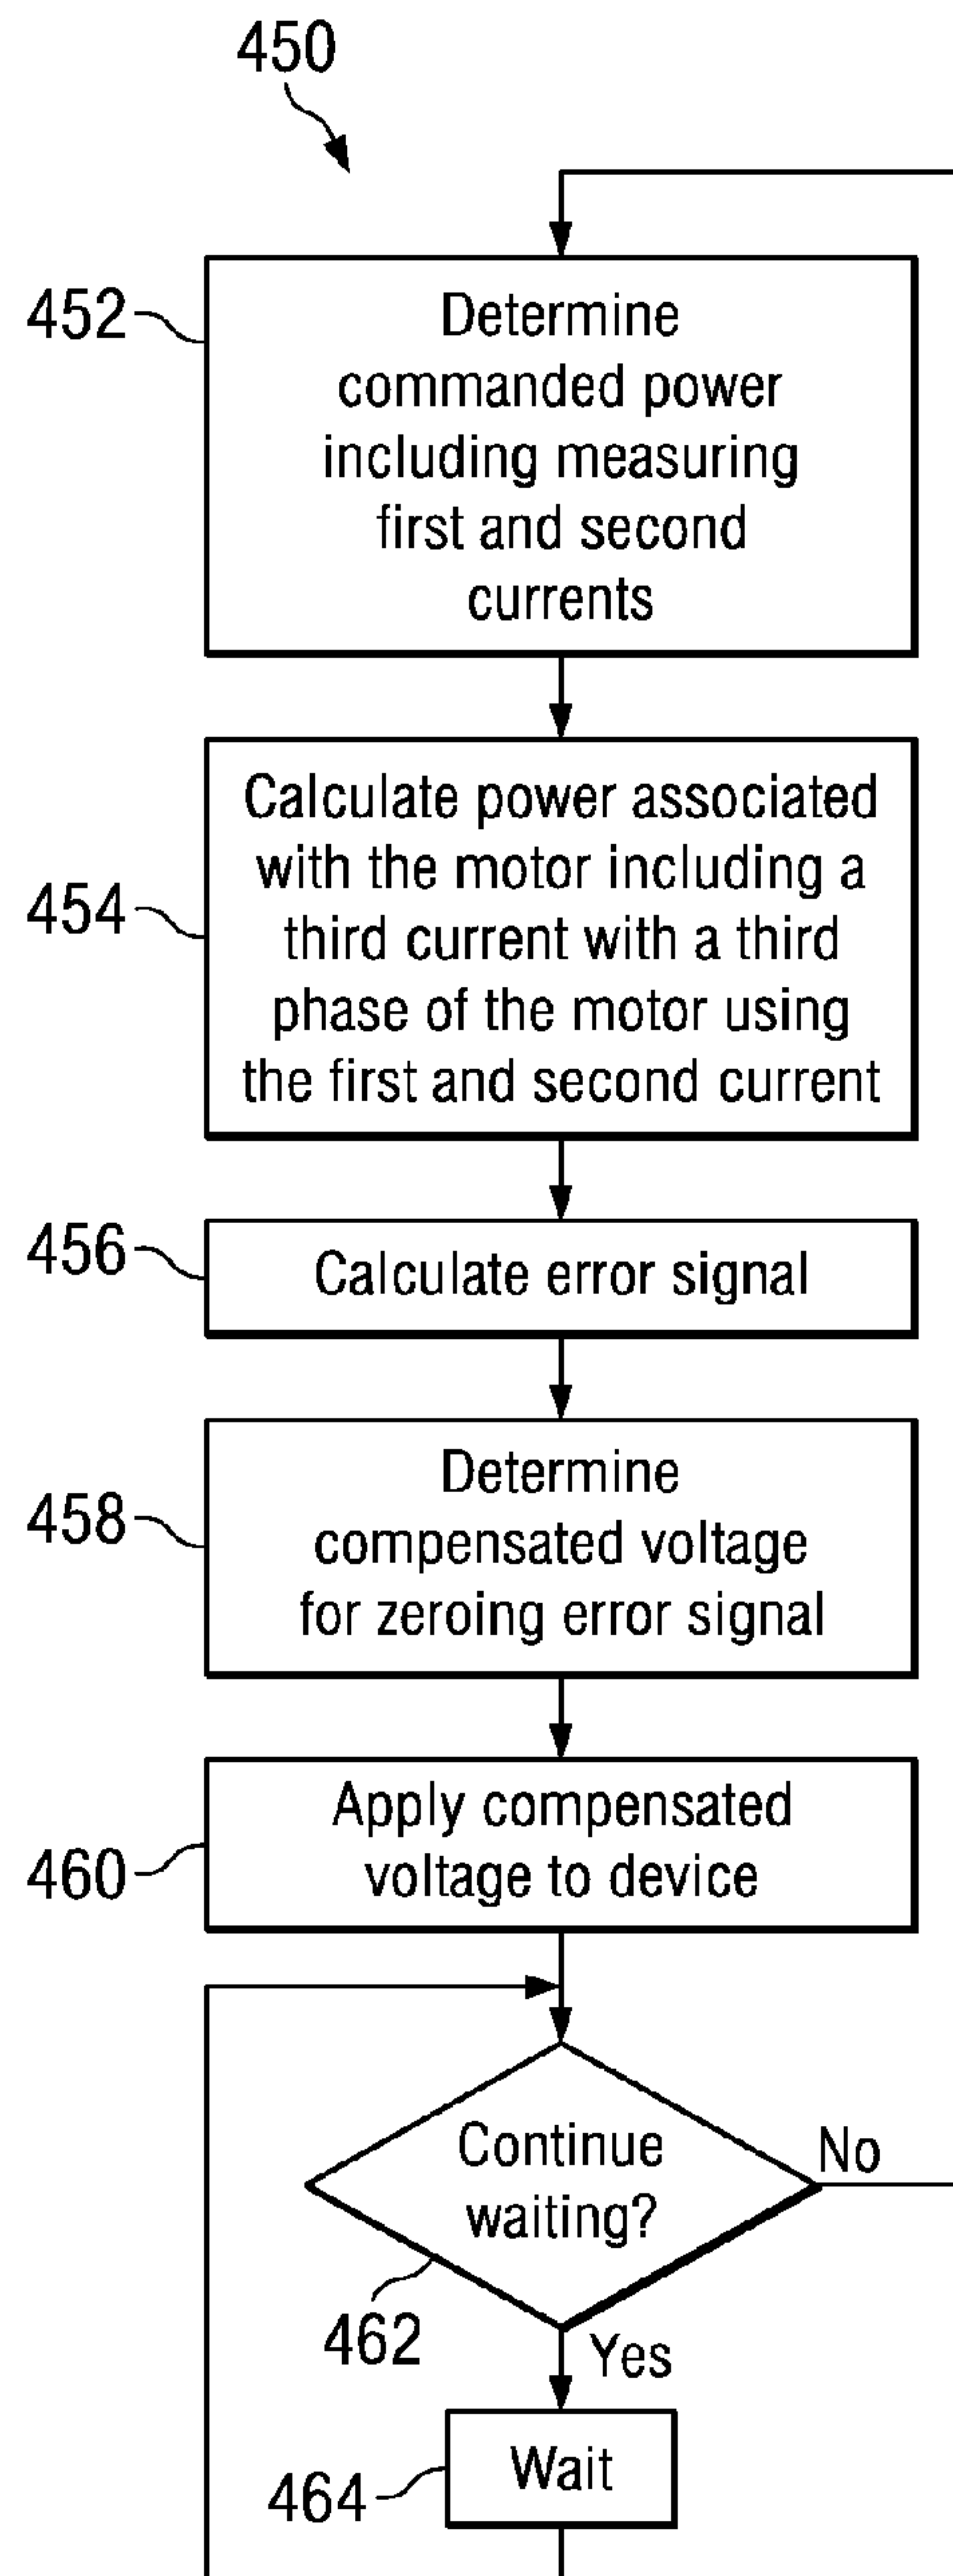 450
452
Determine
commanded power
including measuring
first and second
currents
454
Calculate power associated
with the motor including a
third current with a third
phase of the motor using
the first and second current
456
Calculate error signal
458
Determine
compensated voltage
for zeroing error signal
460
Apply compensated
voltage to device
Continue
waiting?
No
462
Yes
464
Wait